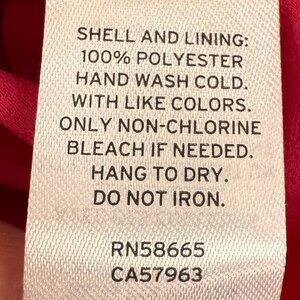 SHELL AND LINING:
100% POLYESTER
HAND WASH COLD.
WITH LIKE COLORS.
ONLY NON-CHLORINE
BLEACH IF NEEDED.
HANG TO DRY.
DO NOT IRON.
RN58665
CA57963